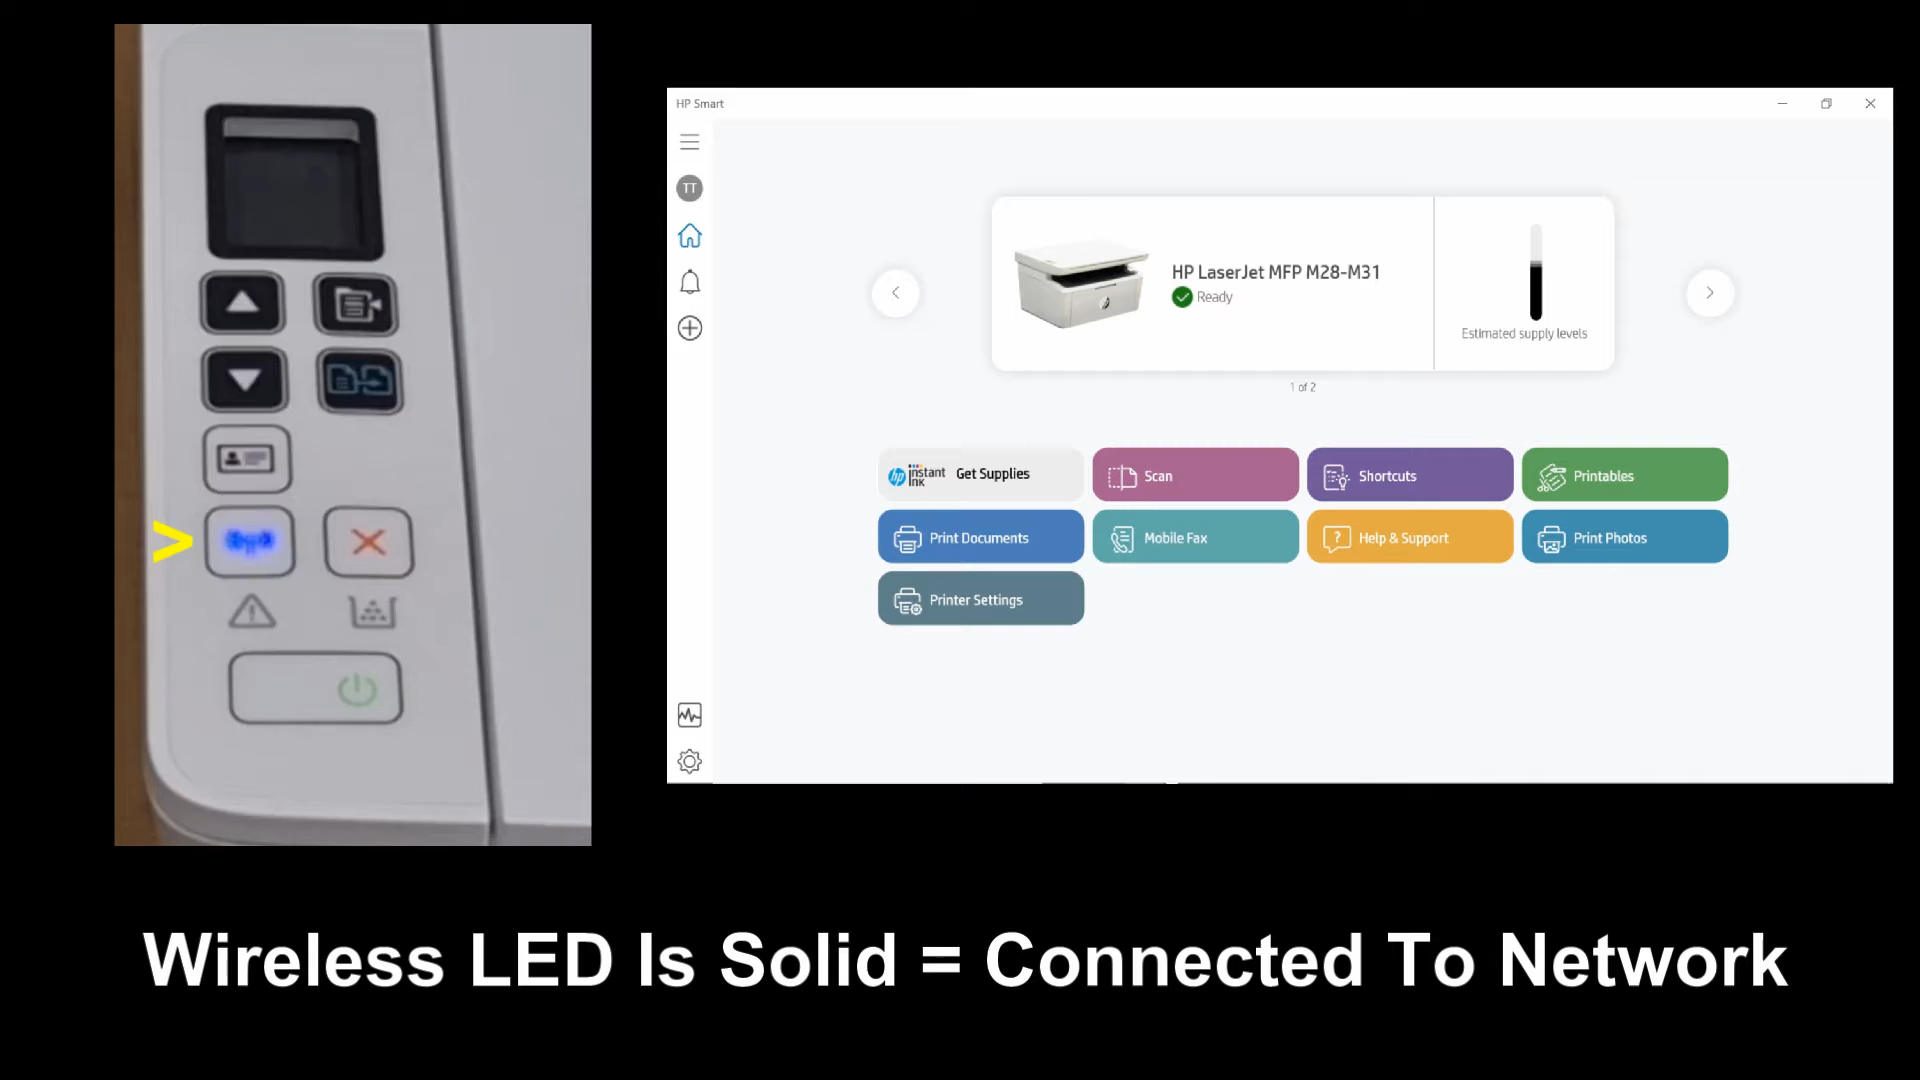 >
HP Smart
TT
HP LaserJet MFP M28-M31
Ready
Estimated supply levels
1 of 2
hp instant ink Get Supplies
Scan
Shortcuts
Printables
Print Documents
Mobile Fax
Help & Support
Print Photos
Printer Settings
Wireless LED Is Solid = Connected To Network